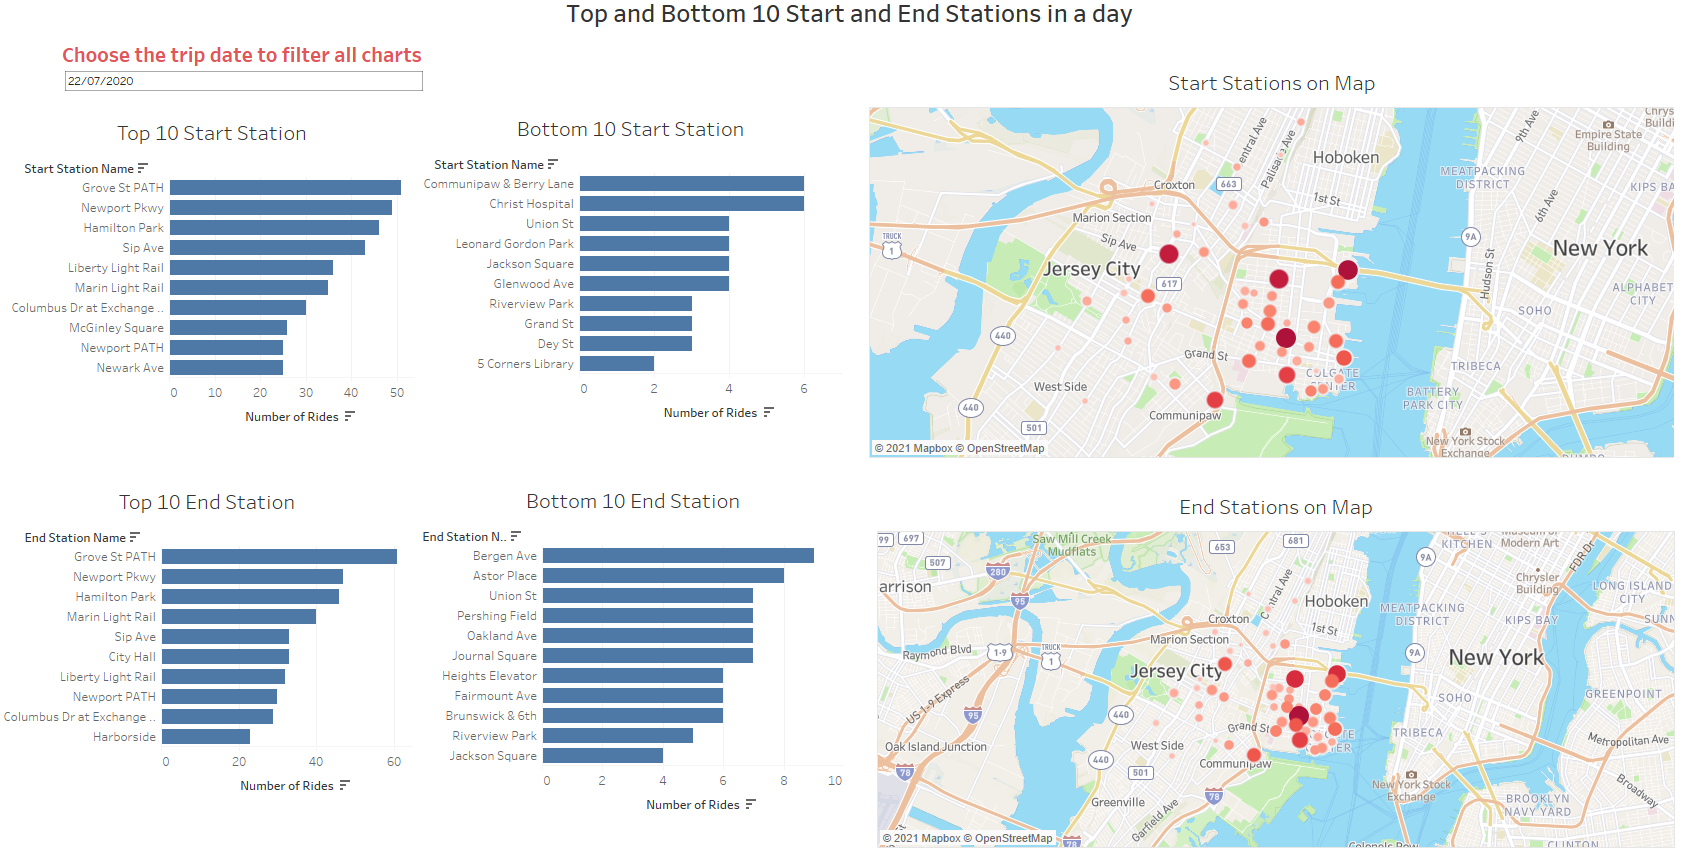 Top and Bottom 10 Start and End Stations in a day
Choose the trip date to filter all charts
22/07/2020
Top 10 Start Station
Start Station Name
Grove St PATH
Newport Pkwy
Hamilton Park
Sip Ave
Liberty Light Rail
Marin Light Rail
Columbus Dr at Exchange ..
McGinley Square
Newport PATH
Newark Ave
0 10 20 30 40 50
Number of Rides
Bottom 10 Start Station
Start Station Name
Communipaw & Berry Lane
Christ Hospital
Union St
Leonard Gordon Park
Jackson Square
Glenwood Ave
Riverview Park
Grand St
Dey St
5 Corners Library
0 2 4 6
Number of Rides
Start Stations on Map
9th Ave
Chrys
Buildi
Empire State
Building
entral Ave
Palisa
e Ave
Hoboken
MEATPACKING
DISTRICT
KIPS BA
Croxton
663
1st St
6th Ave
Marion Section
TRUCK
1
Sip Ave
9A
New York
Jersey City
617
Hudson St
ALPHABET
CITY
SOHO
440
Grand St
COLGATE
CENTER
TRIBECA
West Side
BATTERY
PARK CITY
440
Communipaw
501
New York Stock
Exchange
© 2021 Mapbox © OpenStreetMap
Top 10 End Station
End Station Name
Grove St PATH
Newport Pkwy
Hamilton Park
Marin Light Rail
Sip Ave
City Hall
Liberty Light Rail
Newport PATH
Columbus Dr at Exchange ..
Harborside
0 20 40 60
Number of Rides
Bottom 10 End Station
End Station N..
Bergen Ave
Astor Place
Union St
Pershing Field
Oakland Ave
Journal Square
Heights Elevator
Fairmount Ave
Brunswick & 6th
Riverview Park
Jackson Square
0 2 4 6 8 10
Number of Rides
End Stations on Map
99
697
Saw Mill Creek
Mudflats
653
681
KITCHEN
Modern Art
FDR Dr
507
280
9A
Chrysler
Building
LONG ISLAND
CITY
arrison
95
Hoboken
MEATPACKING
DISTRICT
KIPS BAY
SUNN
Croxton
1st St
Marion Section
Raymond Blvd
1-9
TRUCK
1
9A
New York
Jersey City
US-1-9 Express
SOHO
GREENPOINT
95
440
Grand St
TRIBECA
Oak Island Junction
West Side
Metropolitan Ave
440
Communipaw
78
501
New York Stock
Exchange
Greenville
78
Garfield Ave
BROOKLYN
NAVY YARD
Broadway
© 2021 Mapbox © OpenStreetMap
78
CLINTON